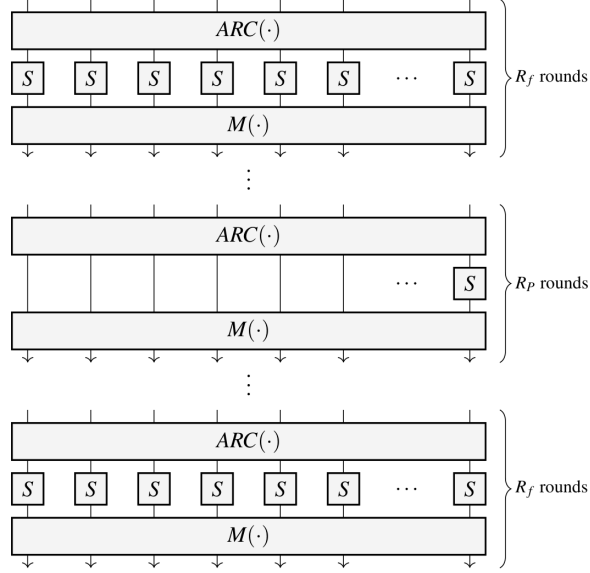 ARC(·)
S S S S S S ⋯ S
R_f rounds
M(·)
⋮
ARC(·)
⋯ S
R_P rounds
M(·)
⋮
ARC(·)
S S S S S S ⋯ S
R_f rounds
M(·)